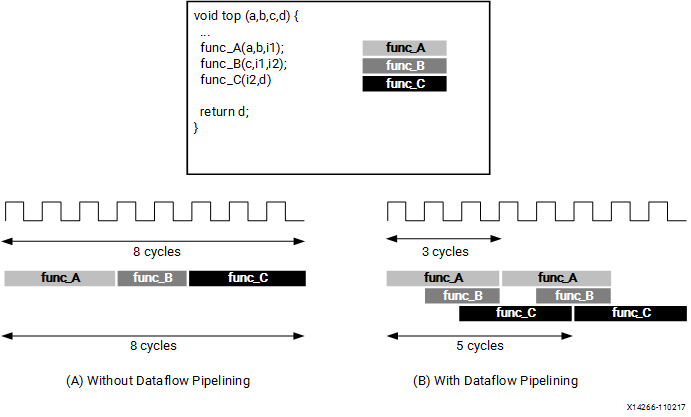 void top (a,b,c,d) {
...
func_A(a,b,i1);
func_B(c,i1,i2);
func_C(i2,d)
return d;
}
func_A
func_B
func_C
8 cycles
func_A func_B func_C
8 cycles
(A) Without Dataflow Pipelining
3 cycles
func_A func_A
func_B func_B
func_C func_C
5 cycles
(B) With Dataflow Pipelining
X14266-110217